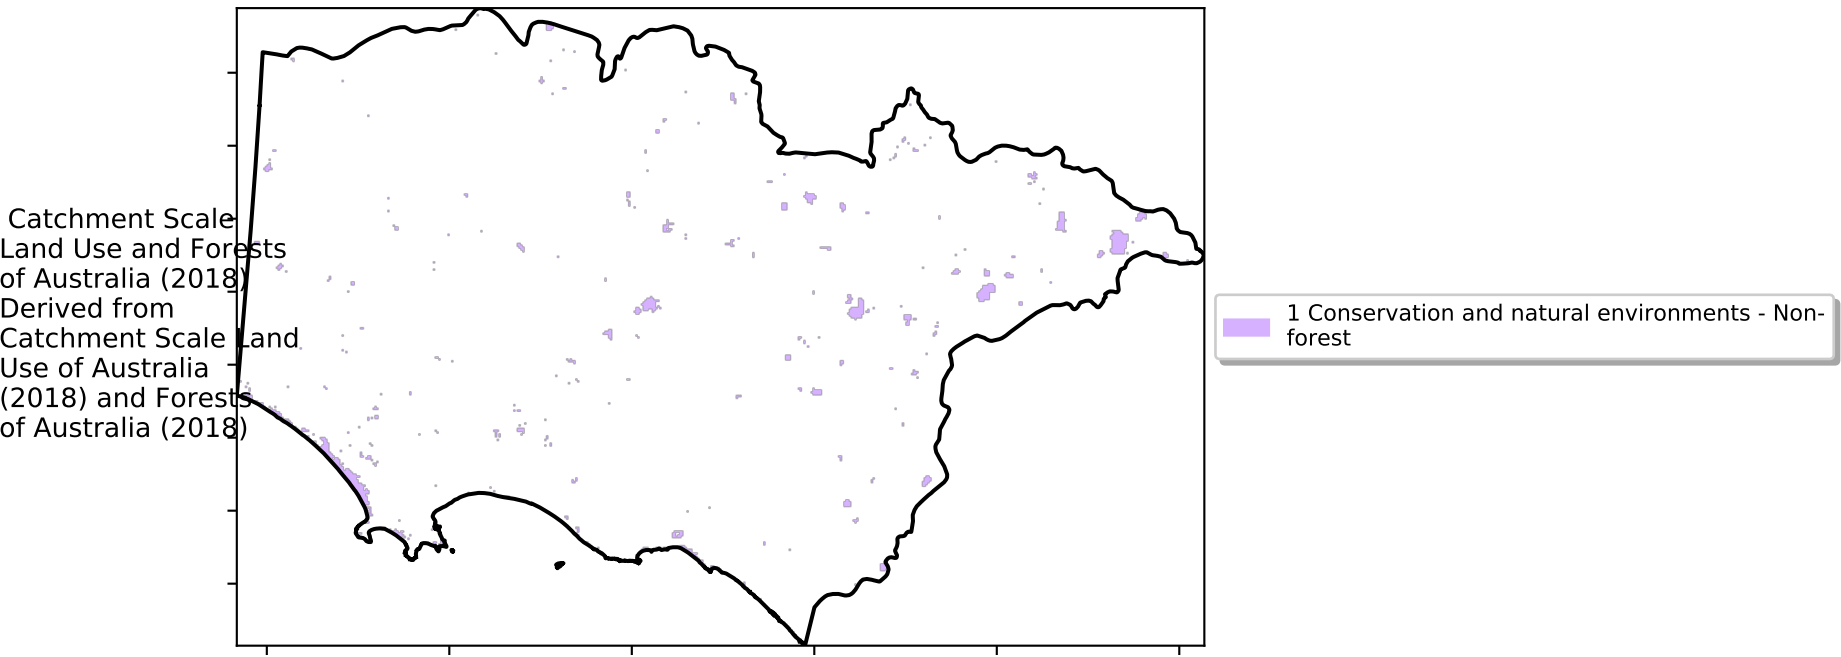 Catchment Scale
Land Use and Forests
of Australia (2018)
Derived from
Catchment Scale Land
Use of Australia
(2018) and Forests
of Australia (2018)
1 Conservation and natural environments - Non-
forest